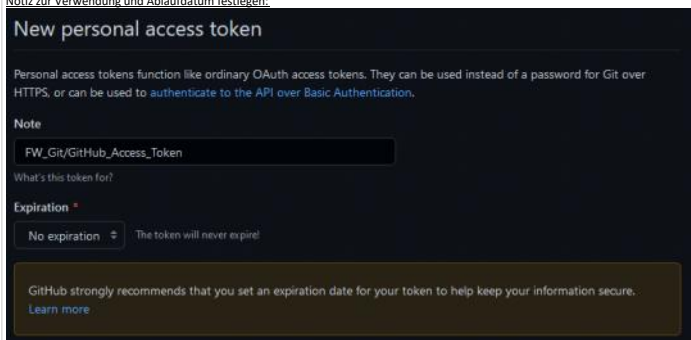 Notiz zur Verwendung und Ablaufdatum festlegen:
New personal access token
Personal access tokens function like ordinary OAuth access tokens. They can be used instead of a password for Git over
HTTPS, or can be used to authenticate to the API over Basic Authentication.
Note
FW_Git/GitHub_Access_Token
What's this token for?
Expiration *
No expiration The token will never expire!
GitHub strongly recommends that you set an expiration date for your token to help keep your information secure.
Learn more